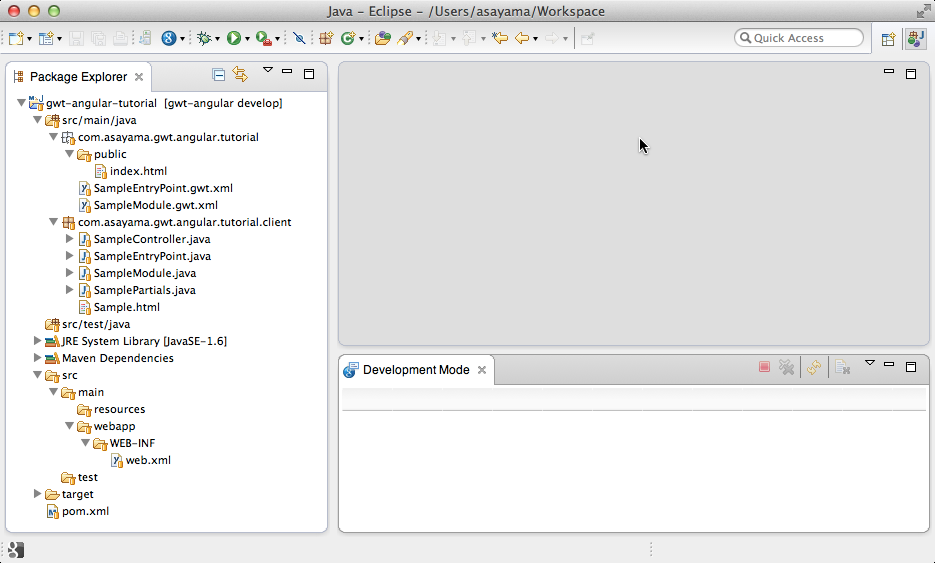 Java - Eclipse - /Users/asayama/Workspace
Quick Access
Package Explorer
gwt-angular-tutorial [gwt-angular develop]
src/main/java
com.asayama.gwt.angular.tutorial
public
index.html
SampleEntryPoint.gwt.xml
SampleModule.gwt.xml
com.asayama.gwt.angular.tutorial.client
SampleController.java
SampleEntryPoint.java
SampleModule.java
SamplePartials.java
Sample.html
src/test/java
JRE System Library [JavaSE-1.6]
Maven Dependencies
src
main
resources
webapp
WEB-INF
web.xml
test
target
pom.xml
Development Mode